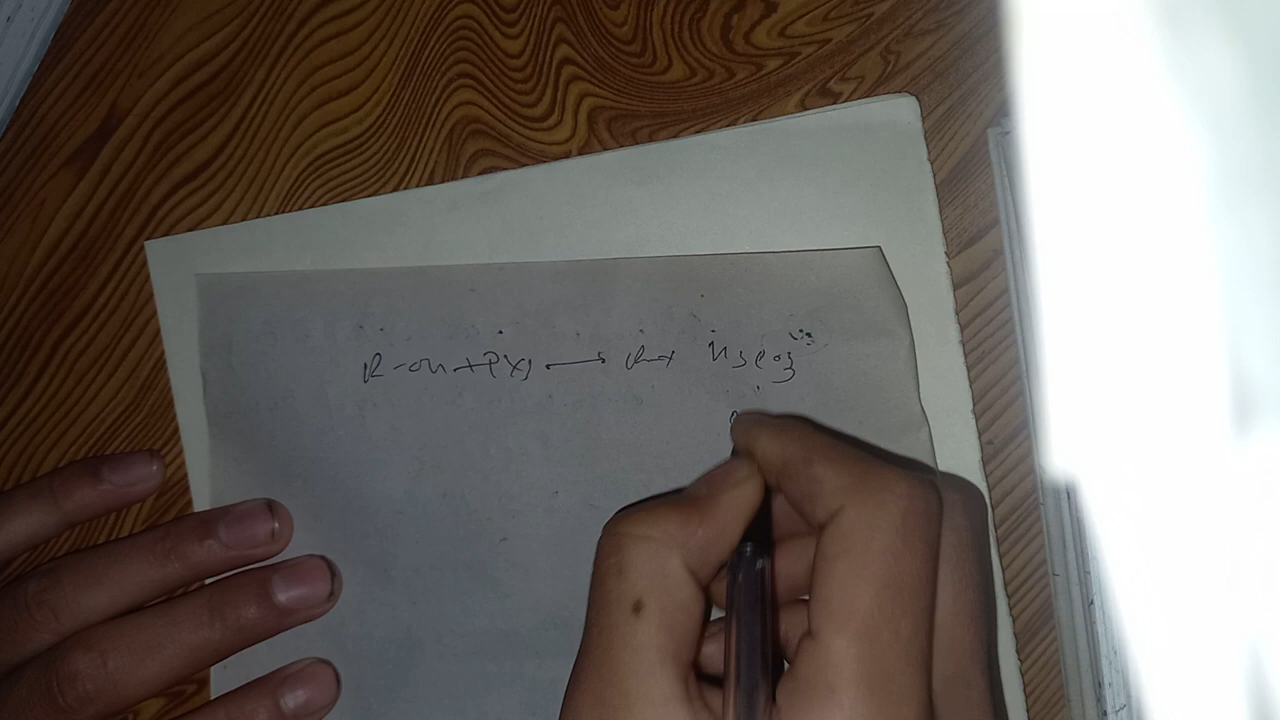 R-OH + PX3 ⟶ R-X H3PO3